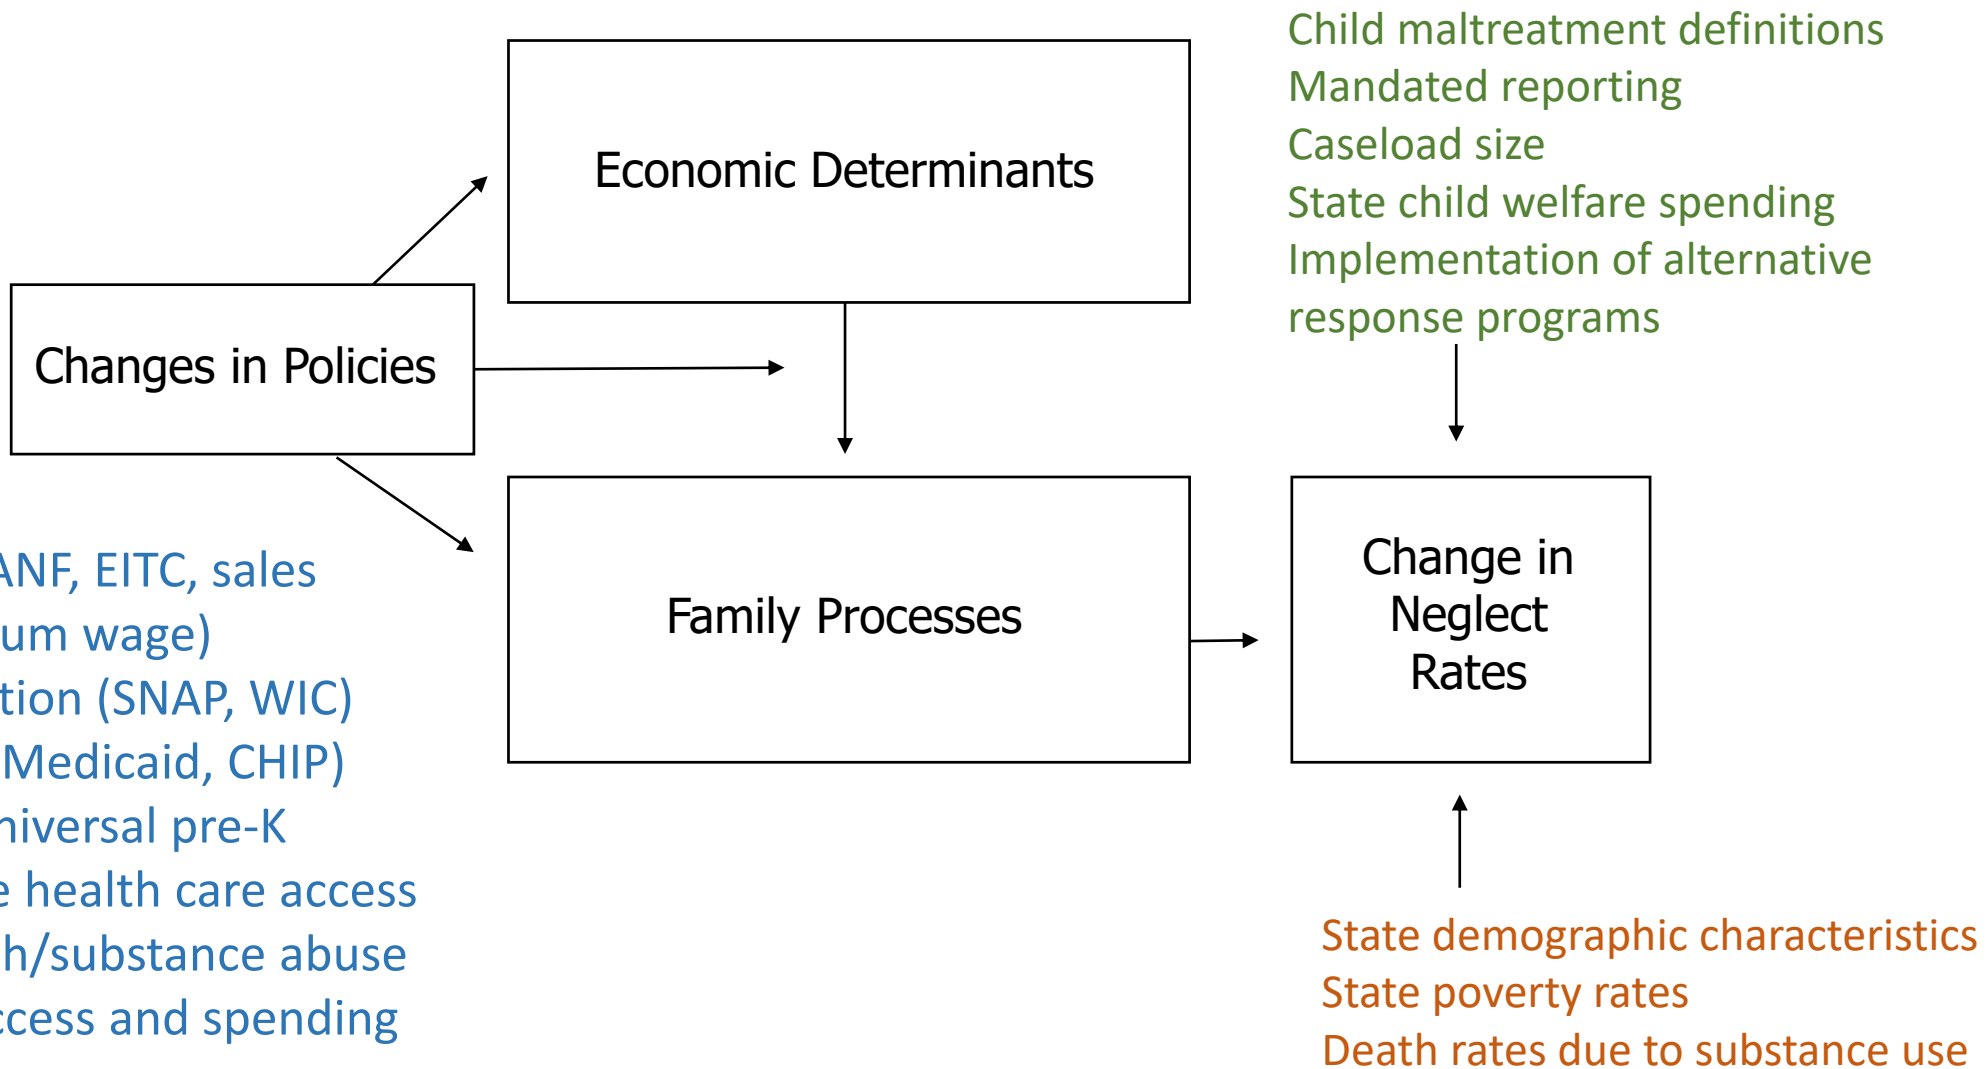 Child maltreatment definitions
Mandated reporting
Caseload size
State child welfare spending
Implementation of alternative
response programs
Economic Determinants
Changes in Policies
Family Processes
Change in
Neglect
Rates
ANF, EITC, sales
um wage)
tion (SNAP, WIC)
Medicaid, CHIP)
niversal pre-K
e health care access
h/substance abuse
ccess and spending
State demographic characteristics
State poverty rates
Death rates due to substance use